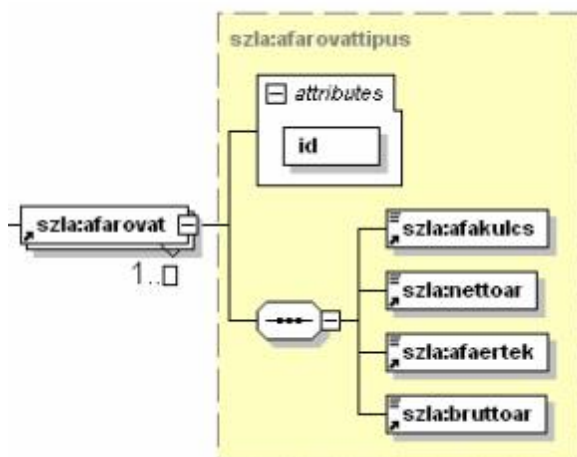 szla:afarovattipus
attributes
id
szla:afarovat
1..
szla:afakulcs
szla:nettoar
szla:afaertek
szla:bruttoar